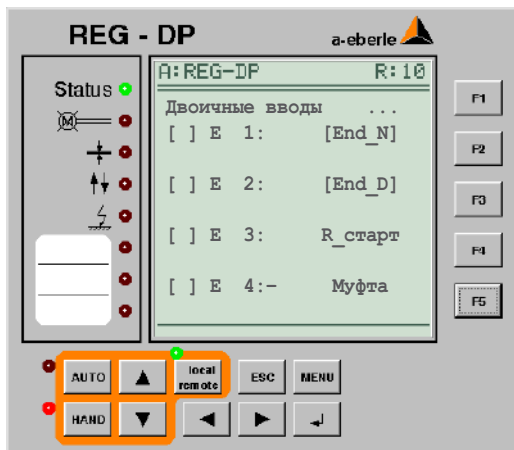 REG - DP
a-eberle
Status
A:REG-DP R:10
Двоичные вводы ...
[ ] E 1: [End_N]
[ ] E 2: [End_D]
[ ] E 3: R_старт
[ ] E 4:- Муфта
M
F1
F2
F3
F4
F5
AUTO
local
remote
ESC
MENU
HAND